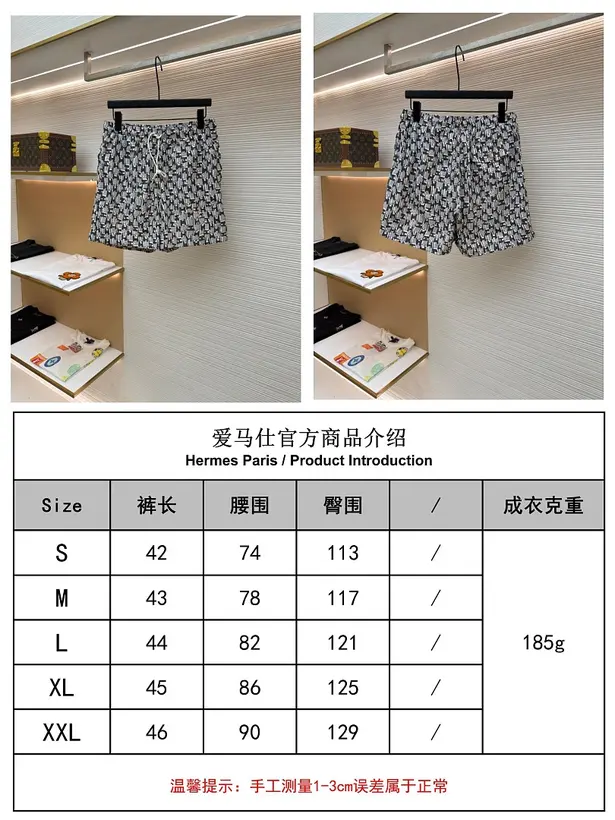 爱马仕官方商品介绍
Hermes Paris / Product Introduction
Size 裤长 腰围 臀围 / 成衣克重
S 42 74 113 /
M 43 78 117 /
L 44 82 121 / 185g
XL 45 86 125 /
XXL 46 90 129 /
温馨提示: 手工测量1-3cm误差属于正常